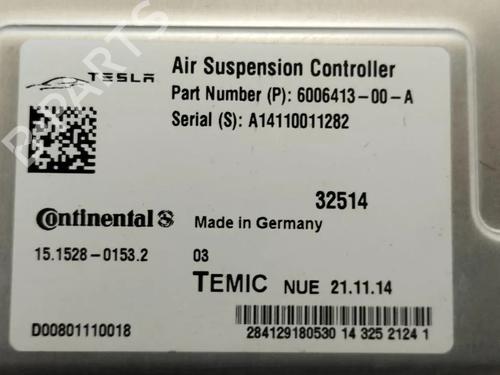 B-PARTS
TESLA
Air Suspension Controller
Part Number (P): 6006413-00-A
Serial (S): A14110011282
32514
Continental
Made in Germany
15.1528-0153.2 03
TEMIC NUE 21.11.14
D00801110018
284129180530 14 325 2124 1